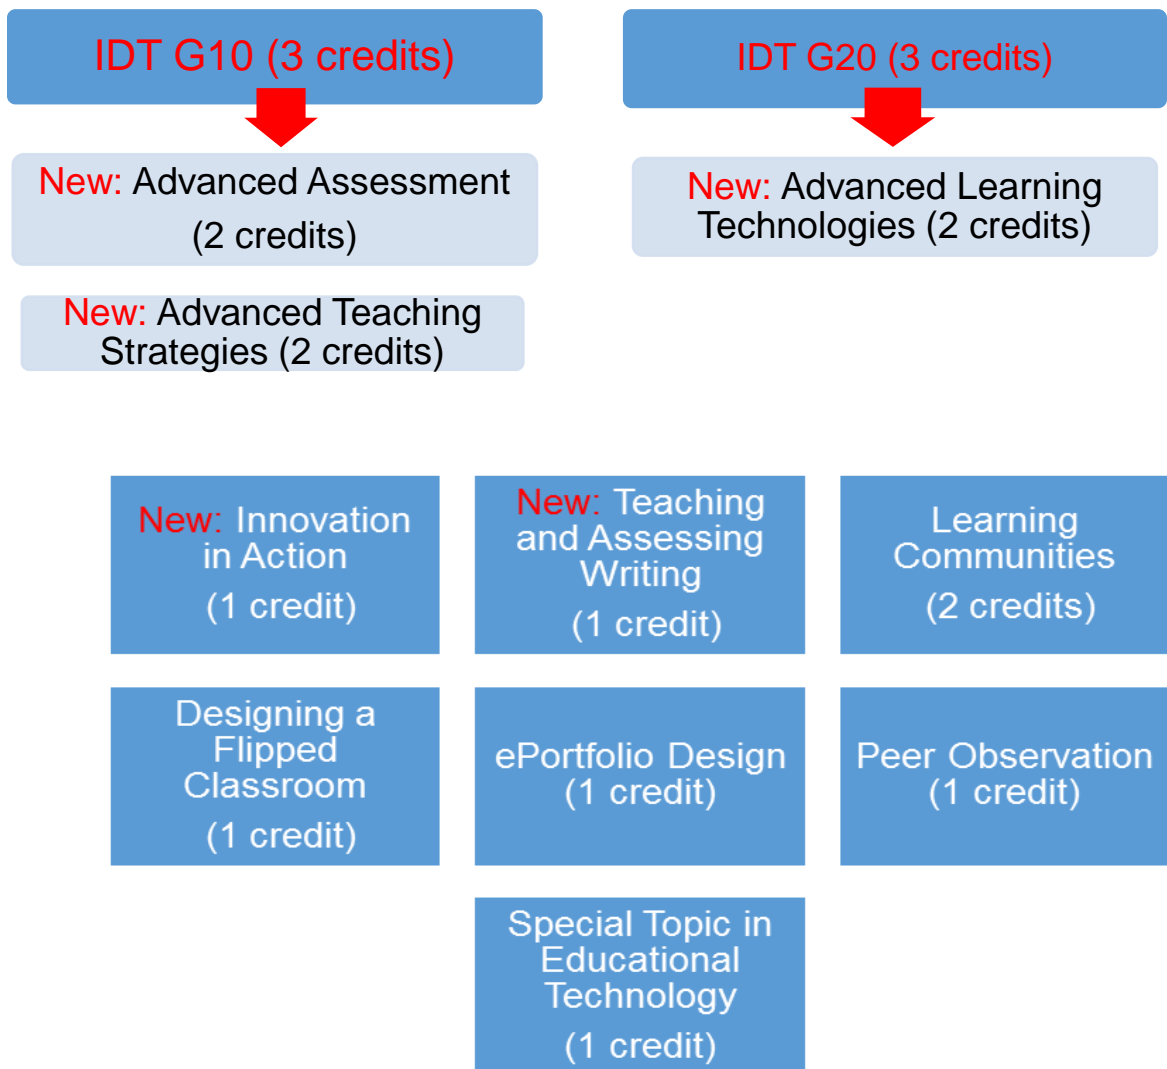 IDT G10 (3 credits)
IDT G20 (3 credits)
New: Advanced Assessment
(2 credits)
New: Advanced Learning
Technologies (2 credits)
New: Advanced Teaching
Strategies (2 credits)
New: Innovation
in Action
(1 credit)
New: Teaching
and Assessing
Writing
(1 credit)
Learning
Communities
(2 credits)
Designing a
Flipped
Classroom
(1 credit)
ePortfolio Design
(1 credit)
Peer Observation
(1 credit)
Special Topic in
Educational
Technology
(1 credit)